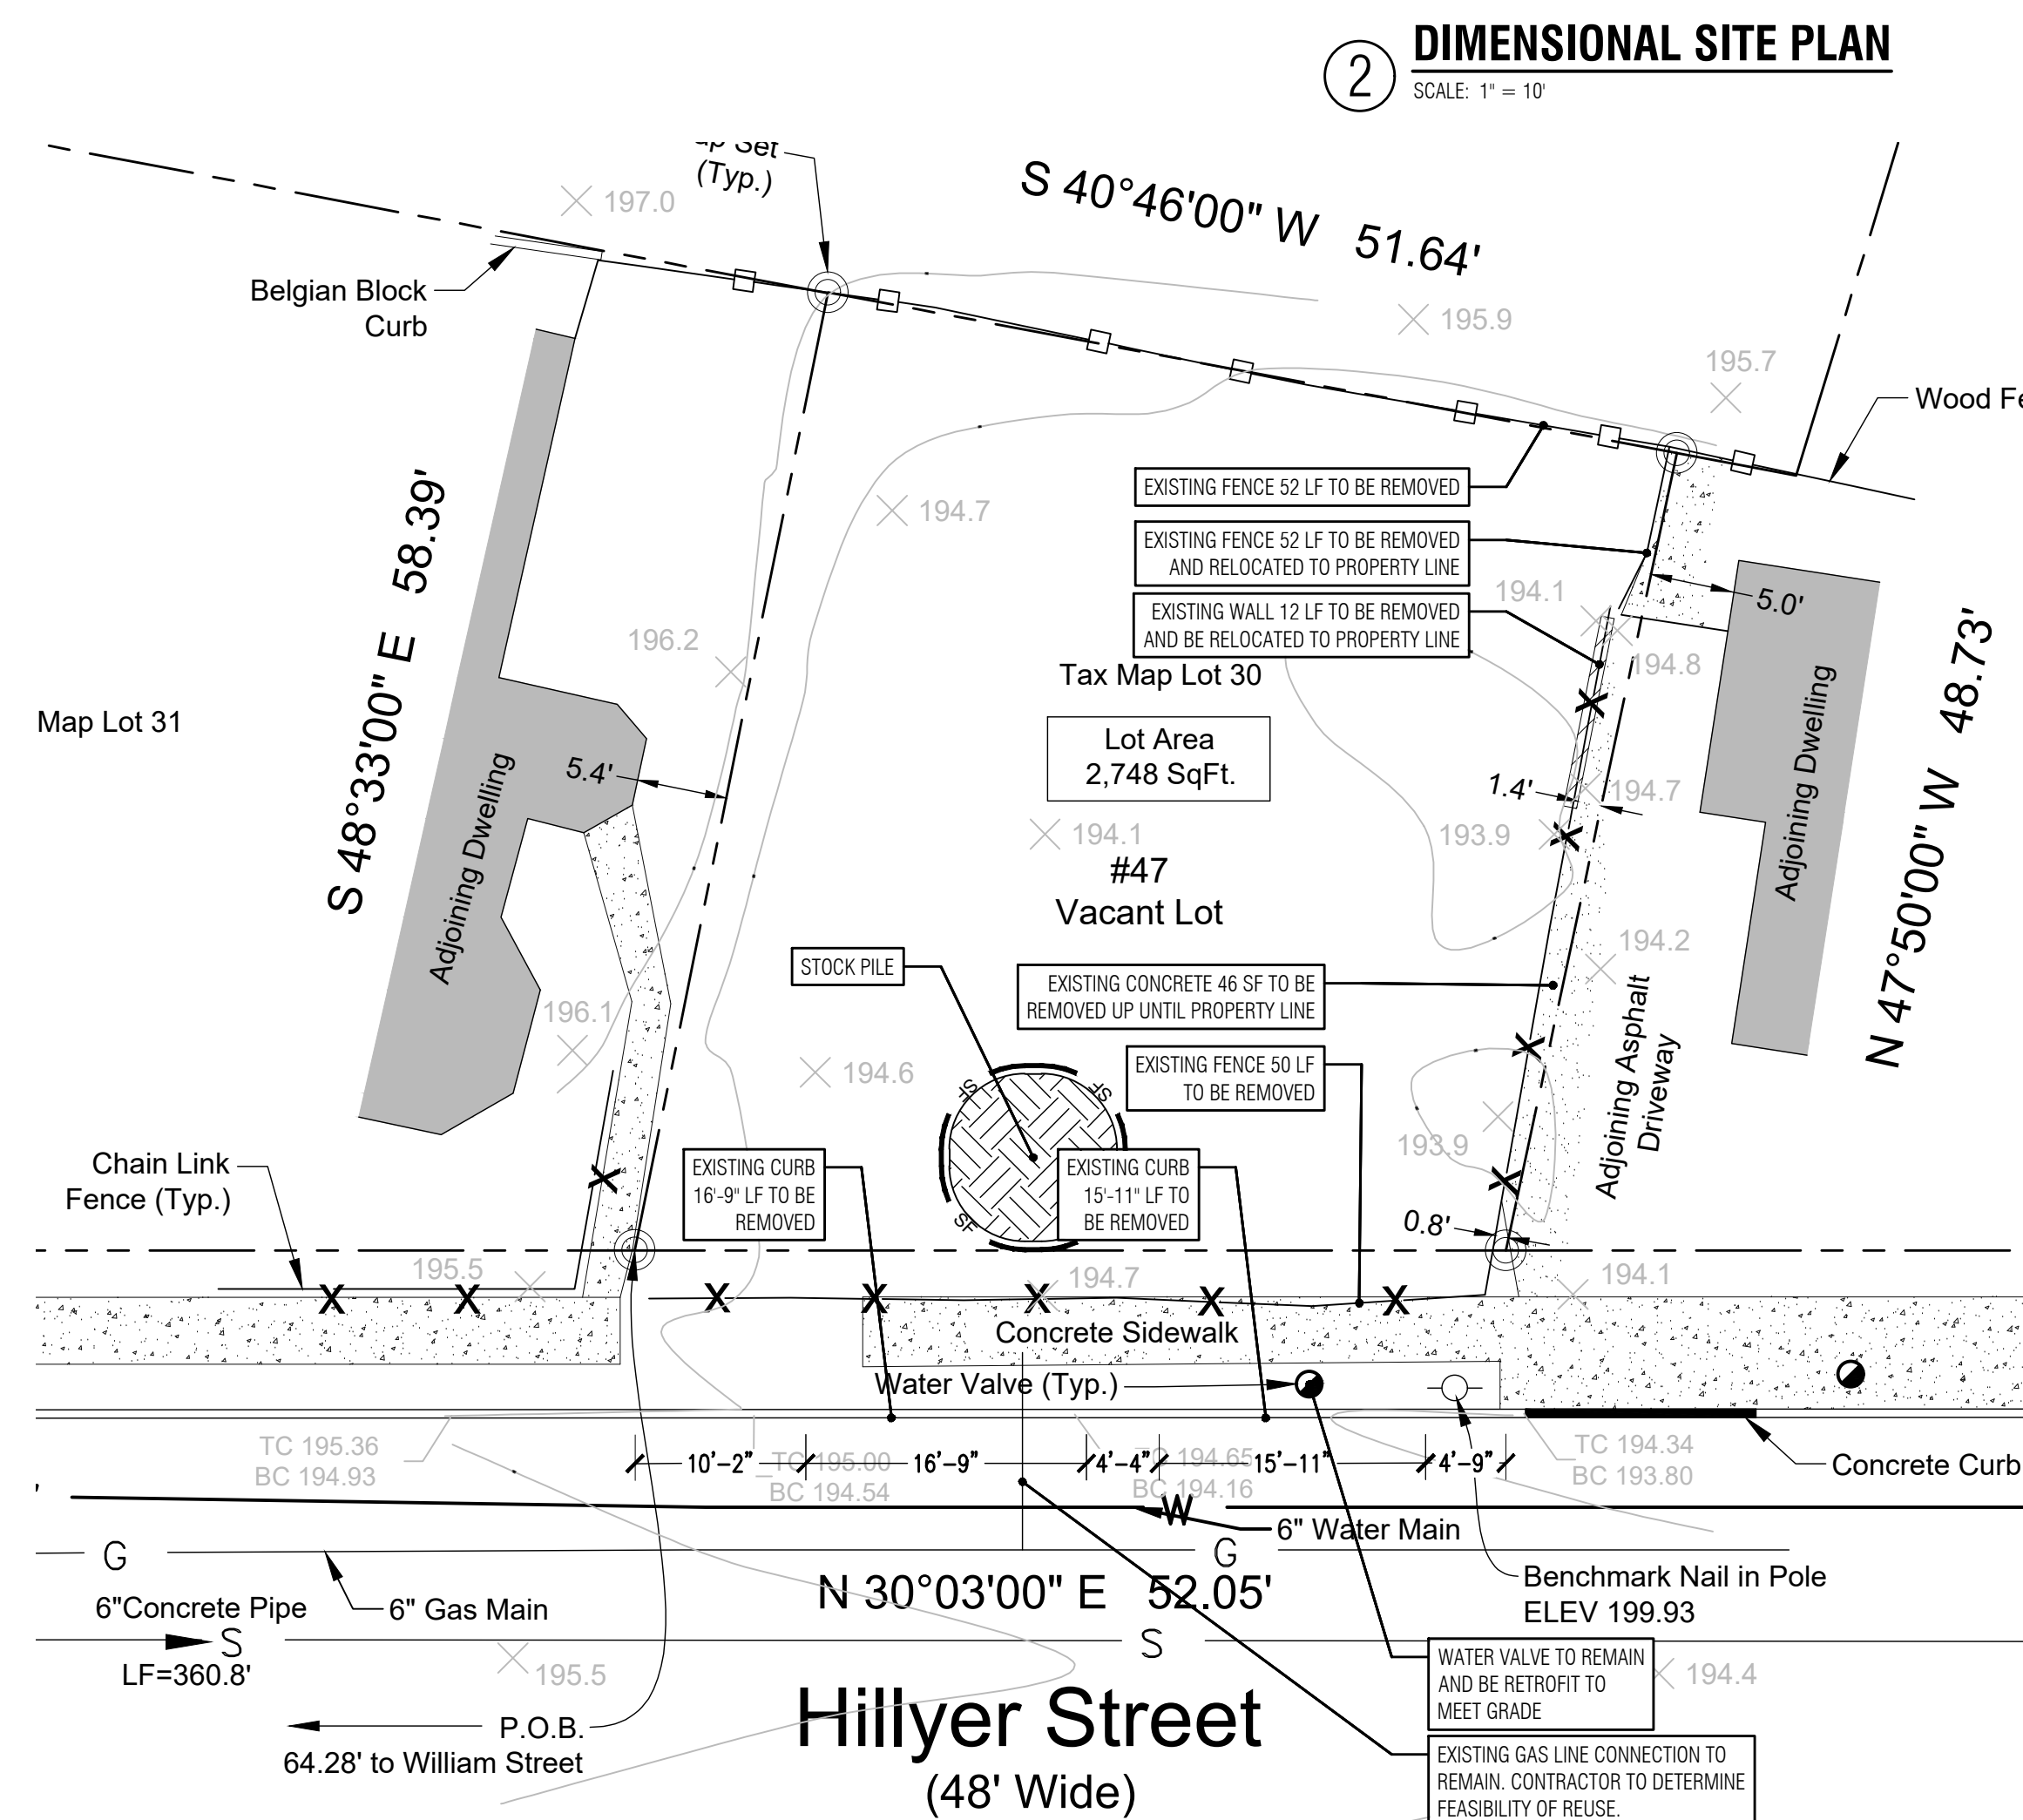 2
DIMENSIONAL SITE PLAN
SCALE: 1" = 10'
Set
(Typ.)
197.0
S 40°46'00" W 51.64'
Belgian Block
Curb
195.9
195.7
Wood
EXISTING FENCE 52 LF TO BE REMOVED
194.7
EXISTING FENCE 52 LF TO BE REMOVED
AND RELOCATED TO PROPERTY LINE
S 48°33'00" E 58.39'
194.1
5.0'
EXISTING WALL 12 LF TO BE REMOVED
AND BE RELOCATED TO PROPERTY LINE
196.2
194.8
Tax Map Lot 30
N 47°50'00" W 48.73'
Map Lot 31
Lot Area
2,748 SqFt.
5.4'
1.4'
194.7
Adjoining Dwelling
Adjoining Dwelling
194.1
193.9
#47
Vacant Lot
194.2
STOCK PILE
EXISTING CONCRETE 46 SF TO BE
REMOVED UP UNTIL PROPERTY LINE
196.1
Adjoining Asphalt
Driveway
194.6
EXISTING FENCE 50 LF
TO BE REMOVED
SF
SF
193.9
Chain Link
Fence (Typ.)
EXISTING CURB
16'-9" LF TO BE
REMOVED
EXISTING CURB
15'-11" LF TO
BE REMOVED
SF
0.8'
195.5
194.7
194.1
X X X X X X X
X X X X X
Concrete Sidewalk
Water Valve (Typ.)
TC 195.36
BC 194.93
10'-2"
TC 195.00
BC 194.54
16'-9"
4'-4"
TC 194.65
BC 194.16
15'-11"
4'-9"
TC 194.34
BC 193.80
Concrete Curb
W
6" Water Main
G
G
6"Concrete Pipe
6" Gas Main
N 30°03'00" E 52.05'
Benchmark Nail in Pole
ELEV 199.93
S
S
LF=360.8'
195.5
WATER VALVE TO REMAIN
AND BE RETROFIT TO
MEET GRADE
194.4
Hillyer Street
(48' Wide)
P.O.B.
64.28' to William Street
EXISTING GAS LINE CONNECTION TO
REMAIN. CONTRACTOR TO DETERMINE
FEASIBILITY OF REUSE.